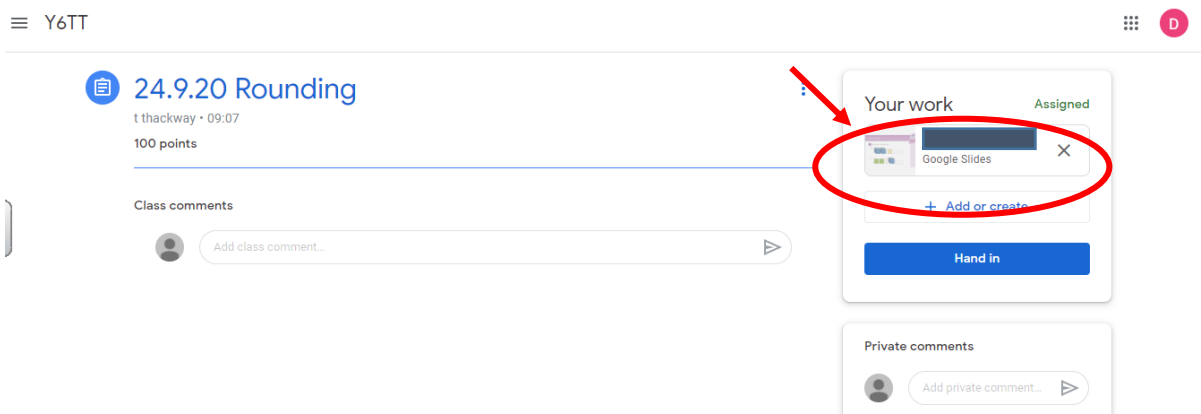 Y6TT
D
24.9.20 Rounding
t thackway • 09:07
100 points
Class comments
Add class comment...
Your work
Assigned
Google Slides
+ Add or create
Hand in
Private comments
Add private comment...